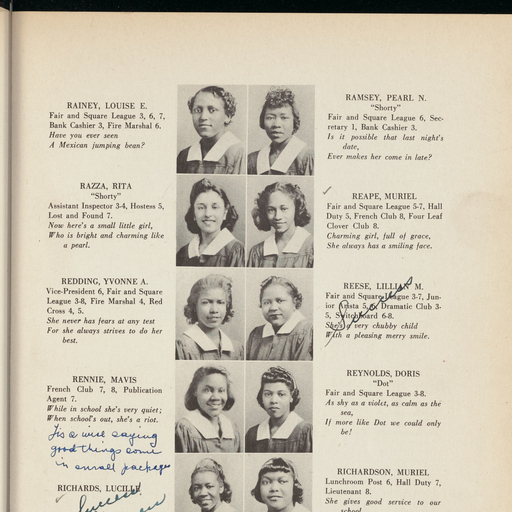 RAINEY, LOUISE E.
Fair and Square League 3, 6, 7,
Bank Cashier 3, Fire Marshal 6.
Have you ever seen
A Mexican jumping bean?
RAZZA, RITA
"Shorty"
Assistant Inspector 3-4, Hostess 5,
Lost and Found 7.
Now here's a small little girl,
Who is bright and charming like
a pearl.
REDDING, YVONNE A.
Vice-President 6, Fair and Square
League 3-8, Fire Marshal 4, Red
Cross 4, 5.
She never has fears at any test
For she always strives to do her
best.
RENNIE, MAVIS
French Club 7, 8, Publication
Agent 7.
While in school she's very quiet;
When school's out, she's a riot.
Tis a wise saying
good things come
in small packages
RICHARDS, LUCILLE
Success
RAMSEY, PEARL N.
"Shorty"
Fair and Square League 6, Sec-
retary 1, Bank Cashier 3.
Is it possible that last night's
date,
Ever makes her come in late?
REAPE, MURIEL
Fair and Square League 5-7, Hall
Duty 5, French Club 8, Four Leaf
Clover Club 8.
Charming girl, full of grace,
She always has a smiling face.
REESE, LILLIAN M.
Fair and Square League 3-7, Jun-
Dramatic Club 3-
5, Switchboard 6-8.
She's a very chubby child
With a pleasing merry smile.
REYNOLDS, DORIS
"Dot"
Fair and Square League 3-8.
As shy as a violet, as calm as the
sea,
If more like Dot we could only
be!
RICHARDSON, MURIEL
Lunchroom Post 6, Hall Duty 7,
Lieutenant 8.
She gives good service to our
school